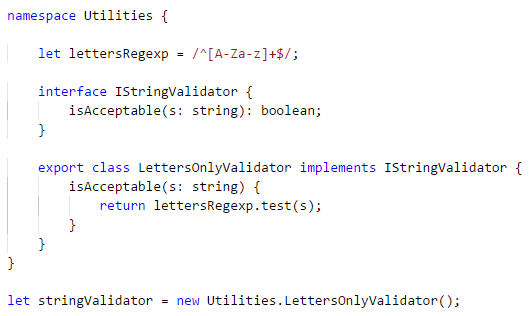 namespace Utilities {
let lettersRegexp = /^[A-Za-z]+$/;
interface IStringValidator {
isAcceptable(s: string): boolean;
}
export class LettersOnlyValidator implements IStringValidator {
isAcceptable(s: string) {
return lettersRegexp.test(s);
}
}
}
let stringValidator = new Utilities.LettersOnlyValidator();